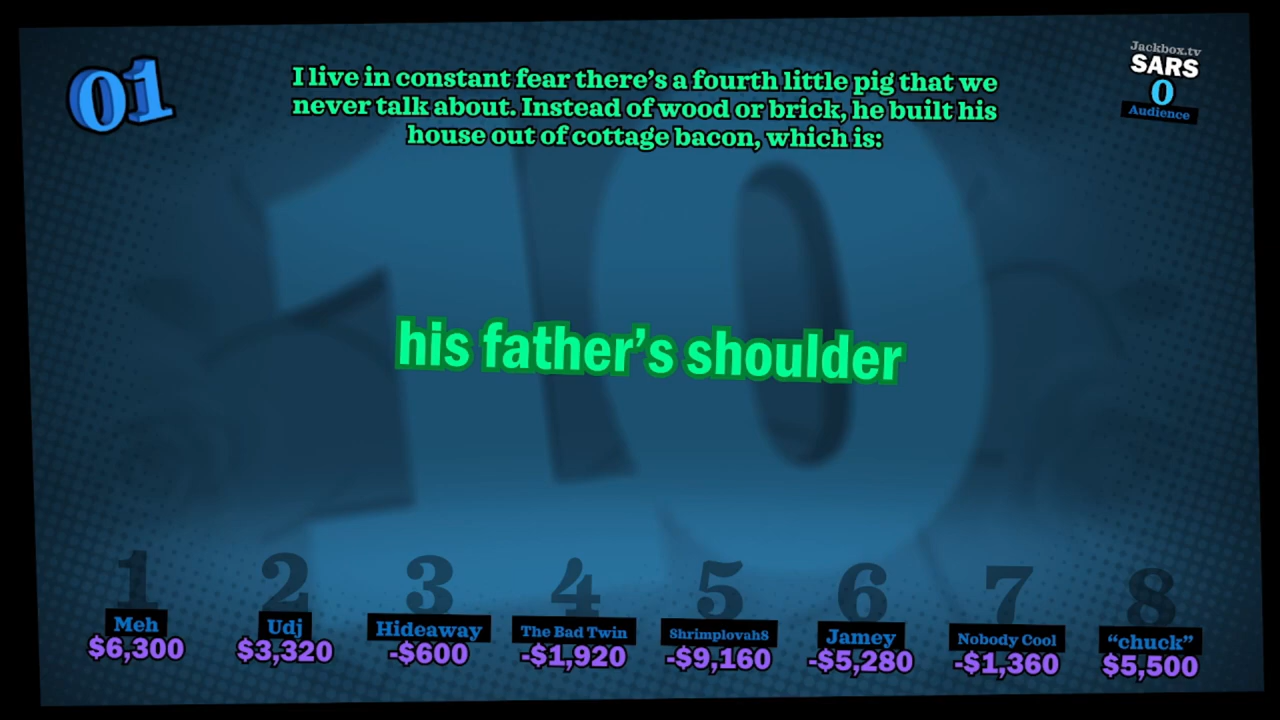 01
I live in constant fear there's a fourth little pig that we
never talk about. Instead of wood or brick, he built his
house out of cottage bacon, which is:
Jackbox.tv
SARS
0
Audience
10
his father's shoulder
1 2 3 4 5 6 7 8
Meh Udj Hideaway The Bad Twin Shrimplovah8 Jamey Nobody Cool “chuck”
$6,300 $3,320 -$600 -$1,920 -$9,160 -$5,280 -$1,360 $5,500